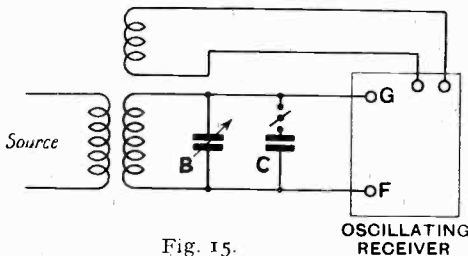 G
Source
B
C
F
Fig. 15.
OSCILLATING
RECEIVER